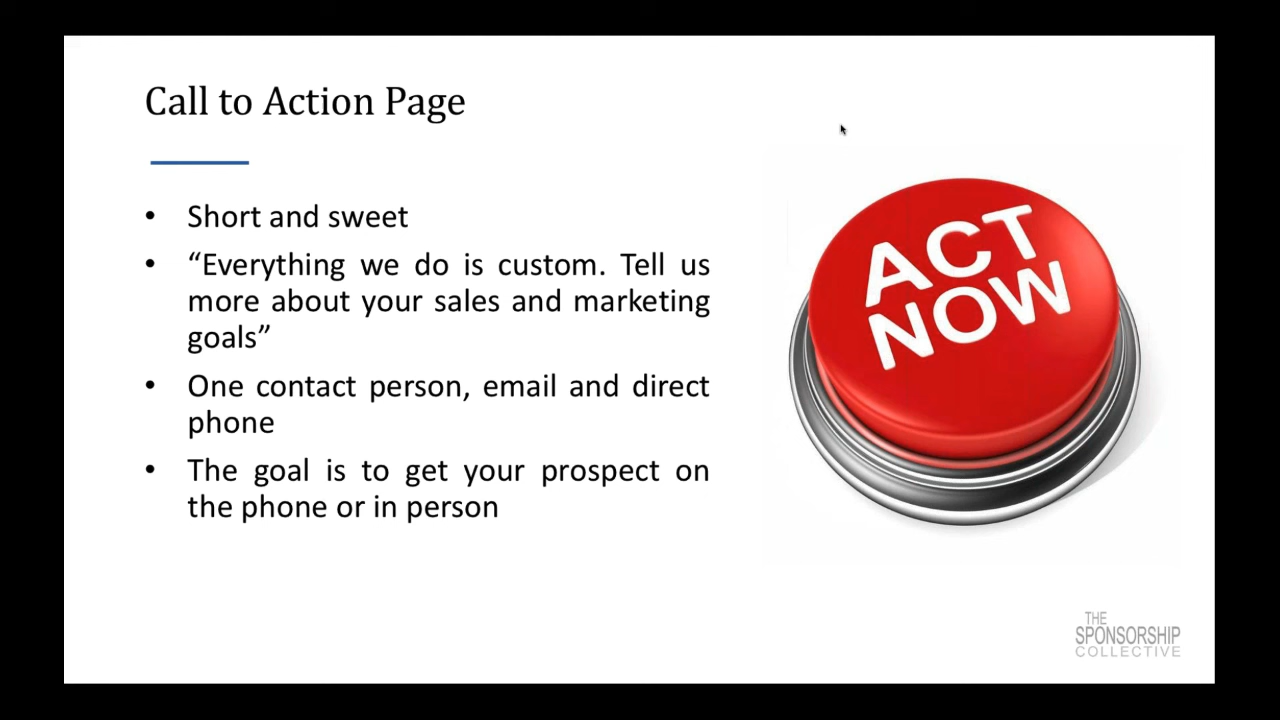 Call to Action Page
• Short and sweet
• “Everything we do is custom. Tell us
more about your sales and marketing
goals”
• One contact person, email and direct
phone
• The goal is to get your prospect on
the phone or in person
ACT
NOW
THE
SPONSORSHIP
COLLECTIVE